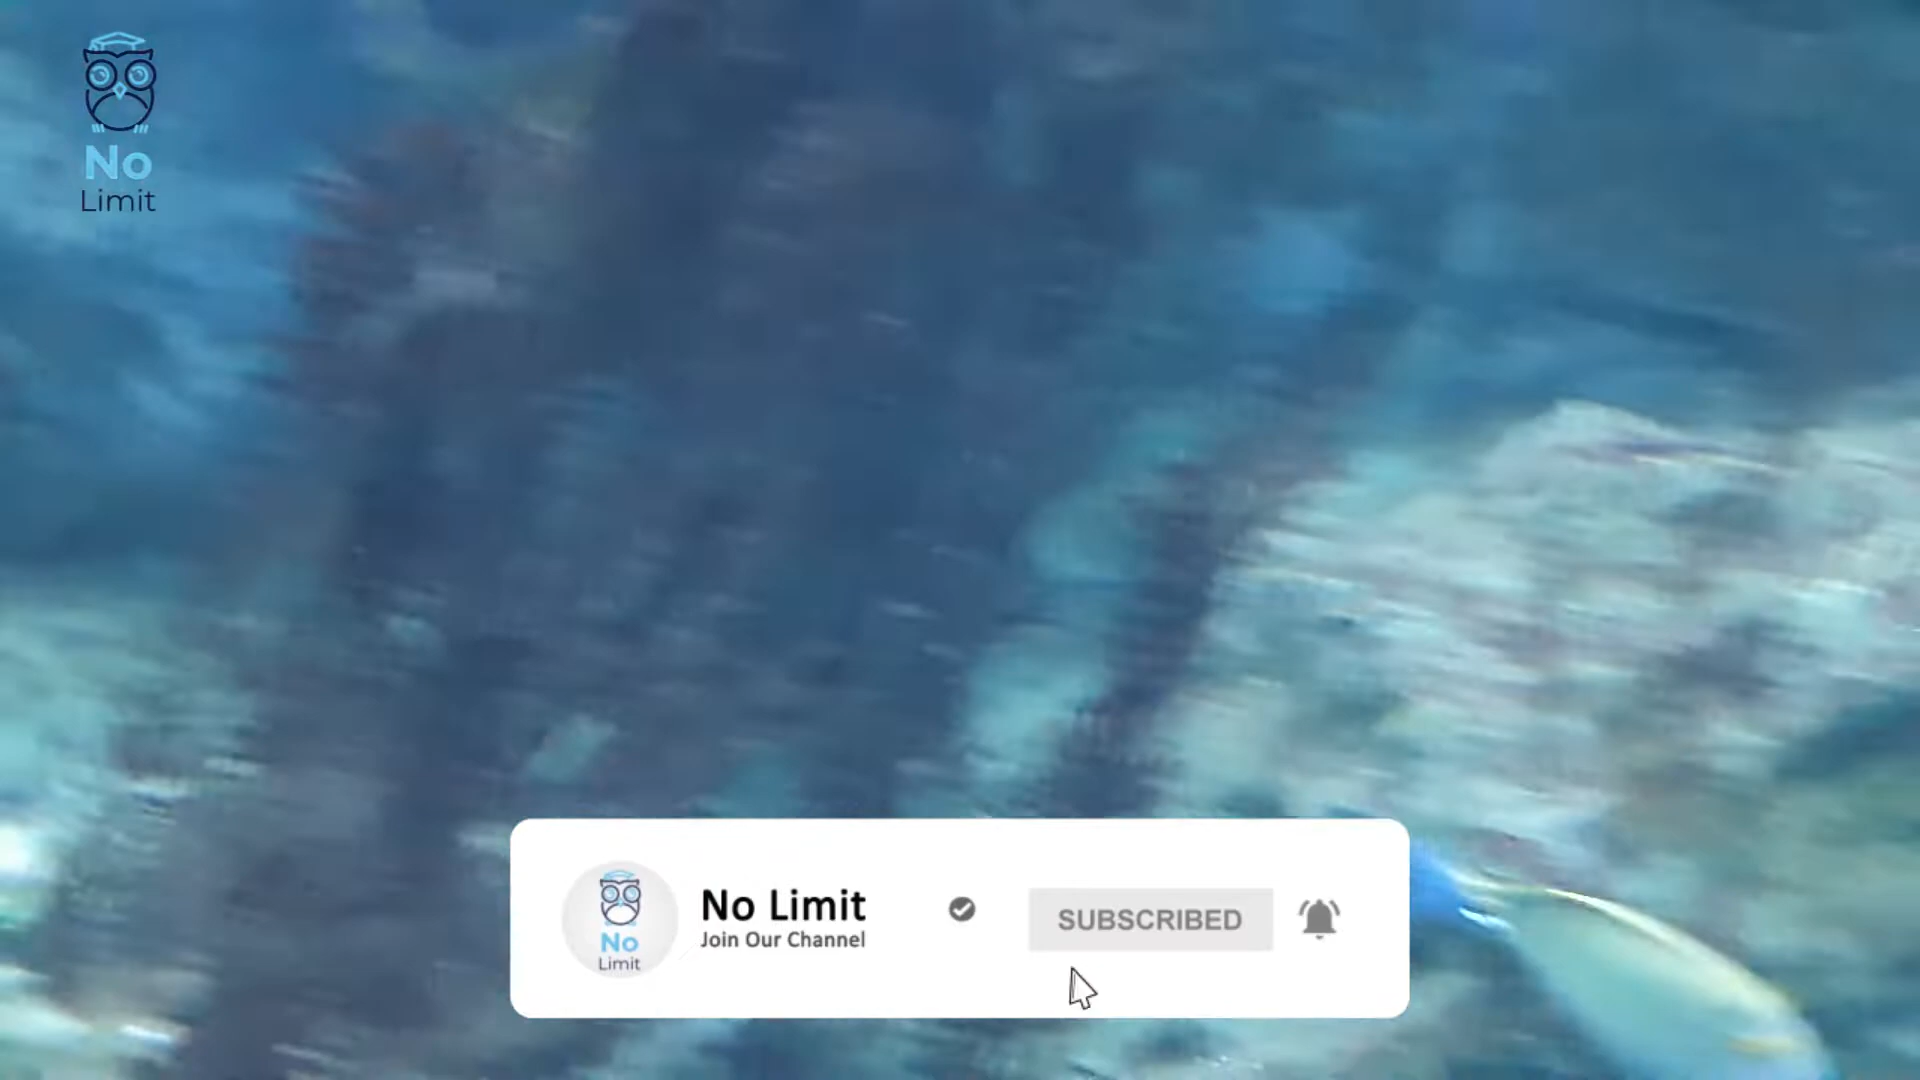 No
Limit
No Limit
Join Our Channel
SUBSCRIBED
No
Limit